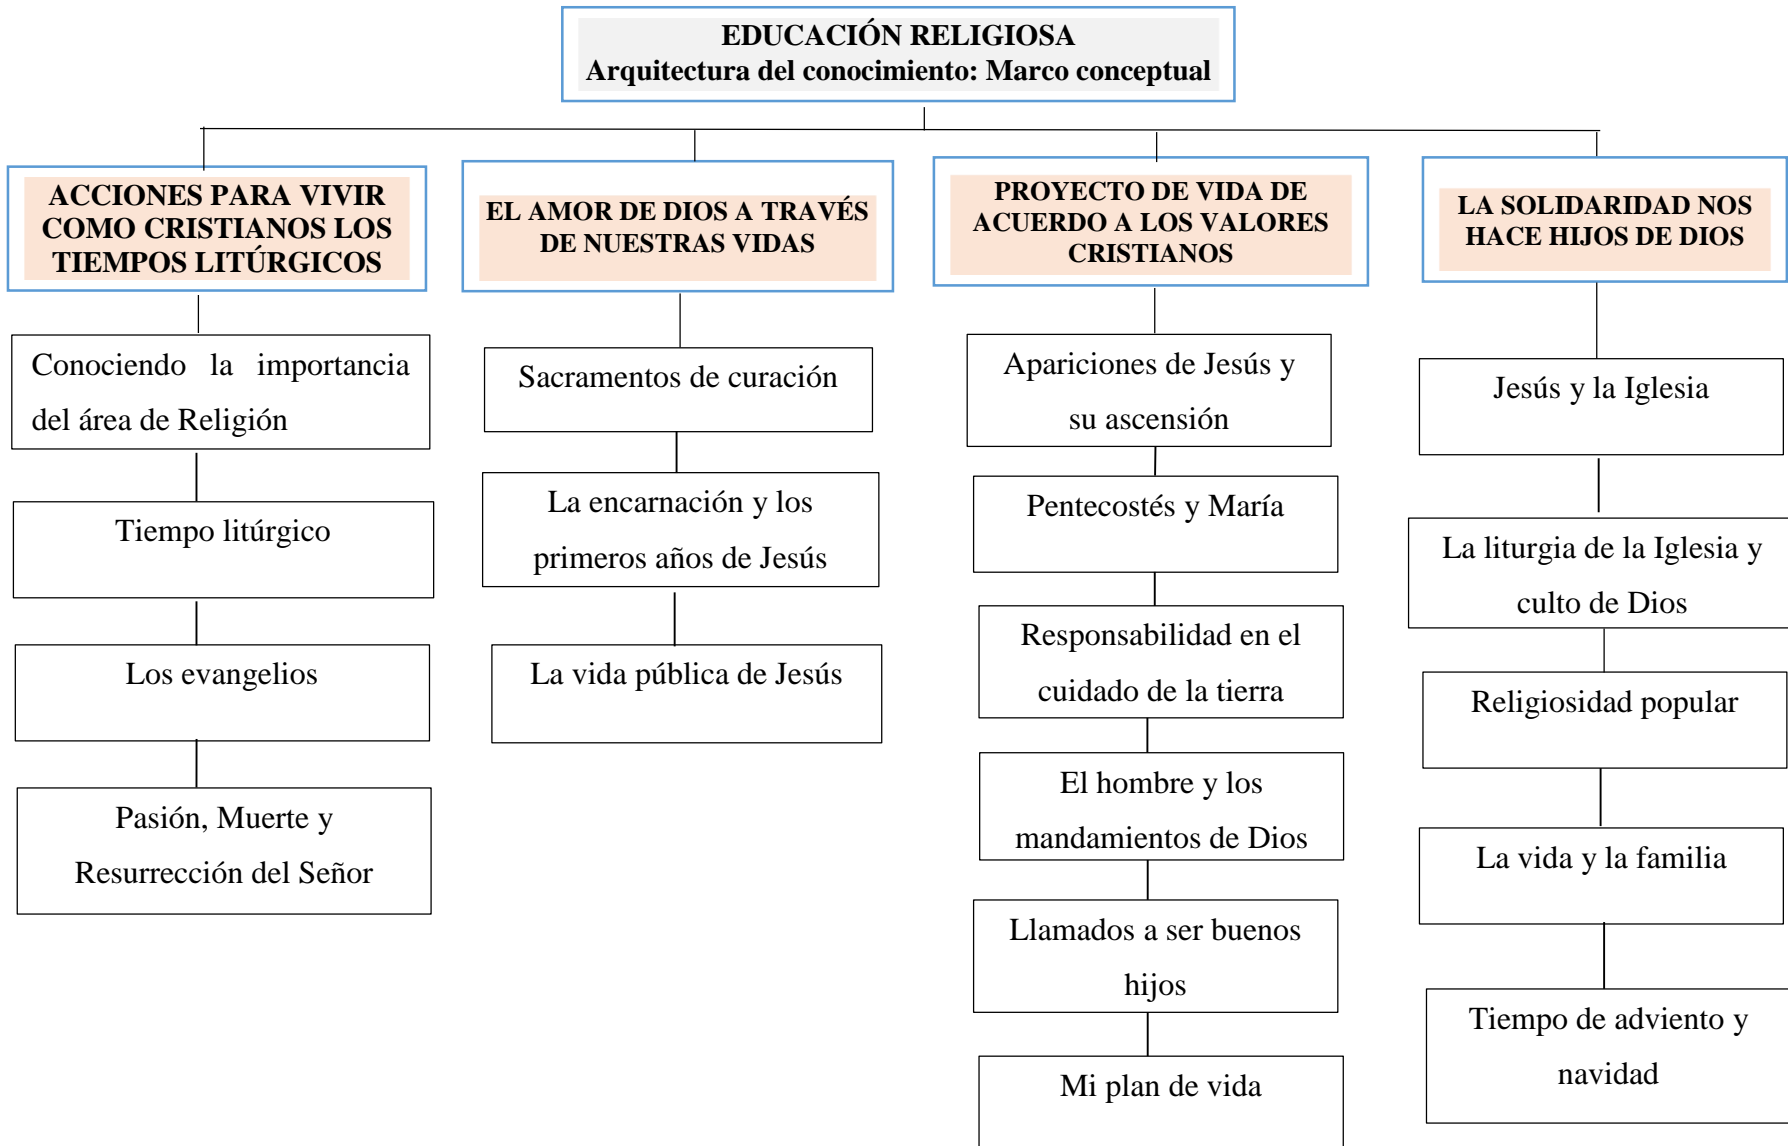 EDUCACIÓN RELIGIOSA
Arquitectura del conocimiento: Marco conceptual
ACCIONES PARA VIVIR
COMO CRISTIANOS LOS
TIEMPOS LITÚRGICOS
Conociendo la importancia
del área de Religión
Tiempo litúrgico
Los evangelios
Pasión, Muerte y
Resurrección del Señor
EL AMOR DE DIOS A TRAVÉS
DE NUESTRAS VIDAS
Sacramentos de curación
La encarnación y los
primeros años de Jesús
La vida pública de Jesús
PROYECTO DE VIDA DE
ACUERDO A LOS VALORES
CRISTIANOS
Apariciones de Jesús y
su ascensión
Pentecostés y María
Responsabilidad en el
cuidado de la tierra
El hombre y los
mandamientos de Dios
Llamados a ser buenos
hijos
Mi plan de vida
LA SOLIDARIDAD NOS
HACE HIJOS DE DIOS
Jesús y la Iglesia
La liturgia de la Iglesia y
culto de Dios
Religiosidad popular
La vida y la familia
Tiempo de adviento y
navidad